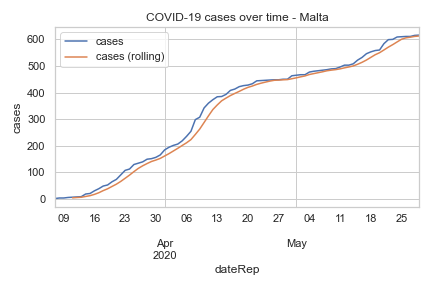 COVID-19 cases over time - Malta
cases
cases (rolling)
600
500
400
300
200
100
0
cases
09 16 23 30 06 13 20 27 04 11 18 25
Apr May
2020
dateRep